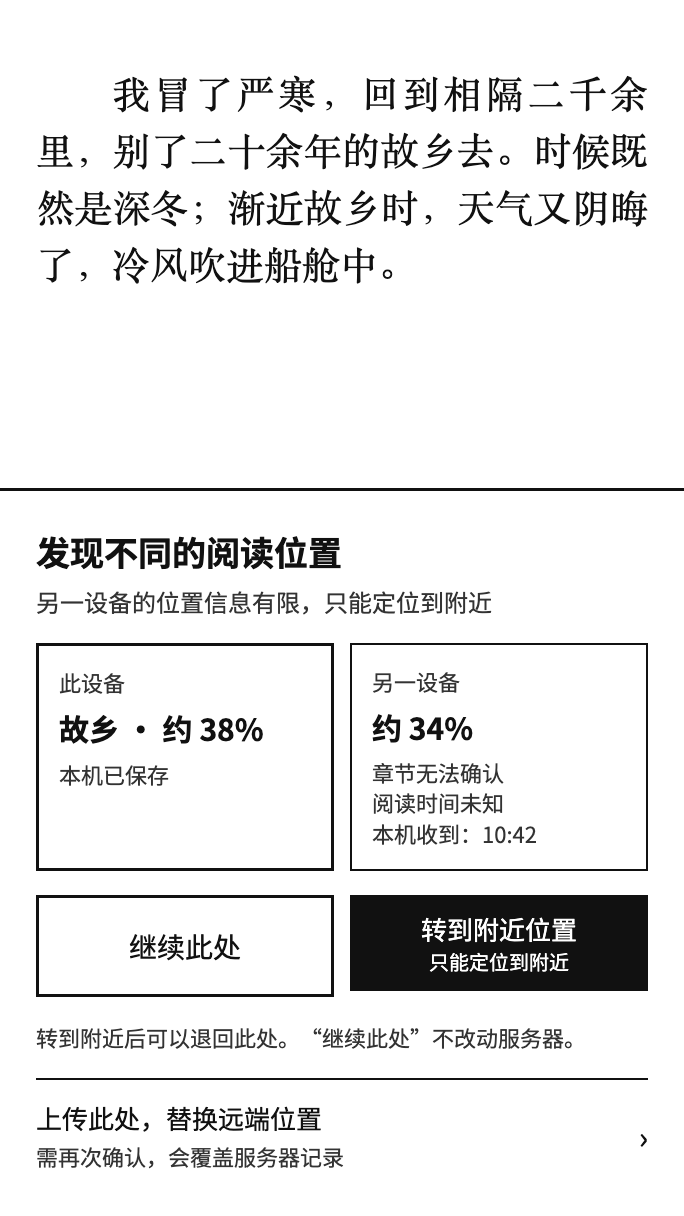 我冒了严寒，回到相隔二千余
里，别了二十余年的故乡去。时候既
然是深冬；渐近故乡时，天气又阴晦
了，冷风吹进船舱中。
发现不同的阅读位置
另一设备的位置信息有限，只能定位到附近
此设备
故乡 · 约 38%
本机已保存
另一设备
约 34%
章节无法确认
阅读时间未知
本机收到：10:42
继续此处
转到附近位置
只能定位到附近
转到附近后可以退回此处。“继续此处”不改动服务器。
上传此处，替换远端位置
需再次确认，会覆盖服务器记录
›